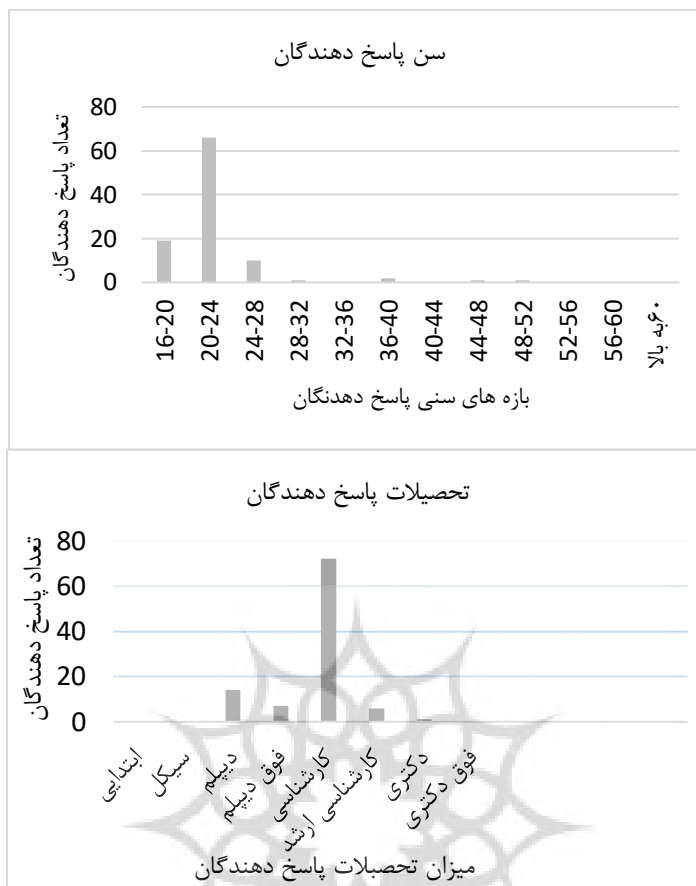 سن پاسخ دهندگان
تعداد پاسخ دهندگان
80
60
40
20
0
16-20
20-24
24-28
28-32
32-36
36-40
40-44
44-48
48-52
52-56
56-60
۶۰به بالا
بازه های سنی پاسخ دهدنگان
تحصیلات پاسخ دهندگان
تعداد پاسخ دهندگان
80
60
40
20
0
ابتدایی
سیکل
دیپلم
فوق دیپلم
کارشناسی
کارشناسی ارشد
دکتری
فوق دکتری
میزان تحصبلات پاسخ دهندگان